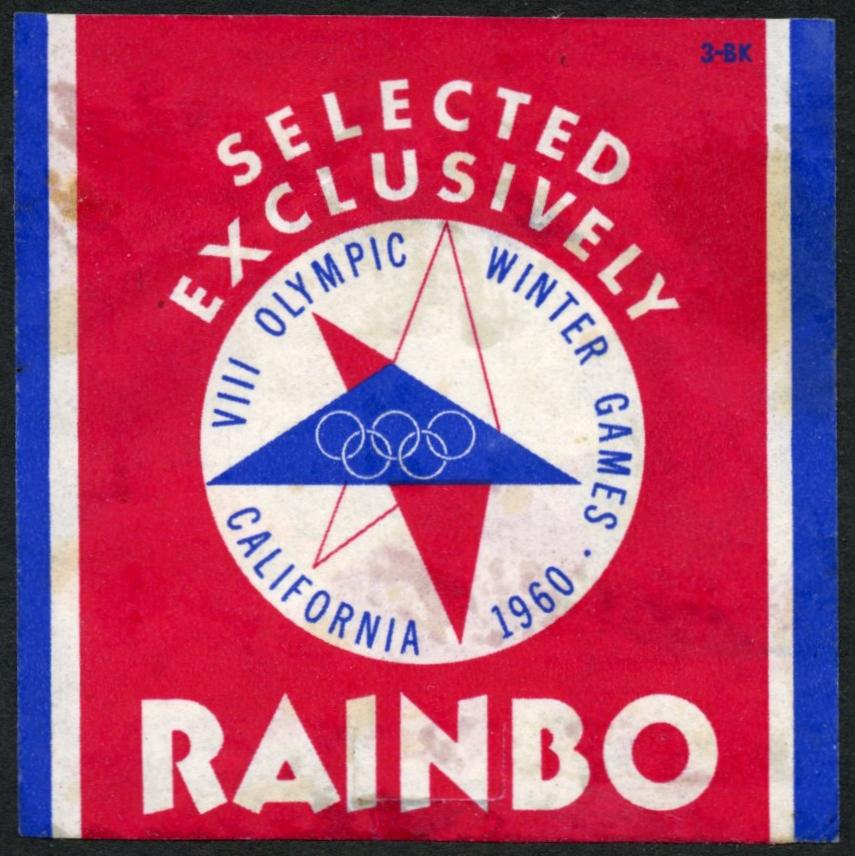 3-BK
SELECTED
EXCLUSIVELY
VIII OLYMPIC WINTER GAMES ·
CALIFORNIA 1960
RAINBO